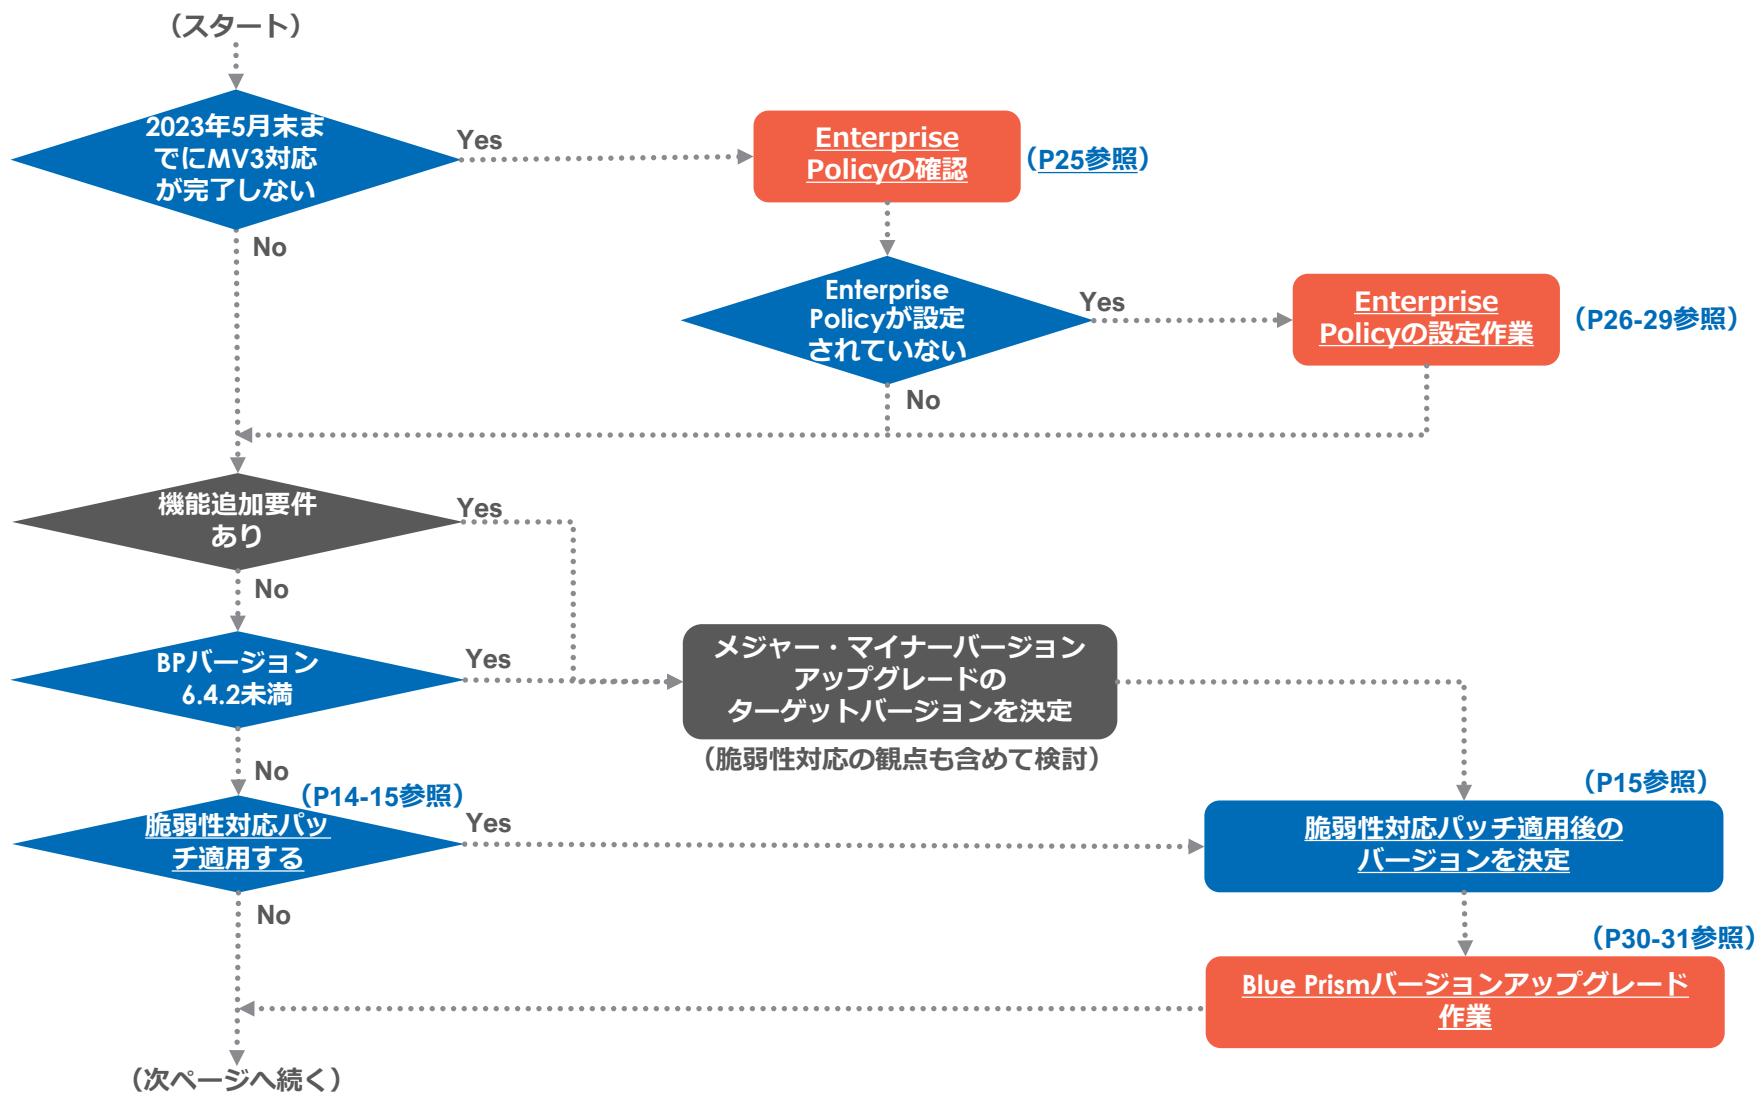 （スタート）
2023年5月末ま
でにMV3対応
が完了しない
Yes
Enterprise
Policyの確認
（P25参照）
No
Enterprise
Policyが設定
されていない
Yes
Enterprise
Policyの設定作業
（P26-29参照）
No
機能追加要件
あり
Yes
No
BPバージョン
6.4.2未満
Yes
メジャー・マイナーバージョン
アップグレードの
ターゲットバージョンを決定
（脆弱性対応の観点も含めて検討）
No
（P14-15参照）
脆弱性対応パッ
チ適用する
Yes
（P15参照）
脆弱性対応パッチ適用後の
バージョンを決定
No
（P30-31参照）
Blue Prismバージョンアップグレード
作業
（次ページへ続く）